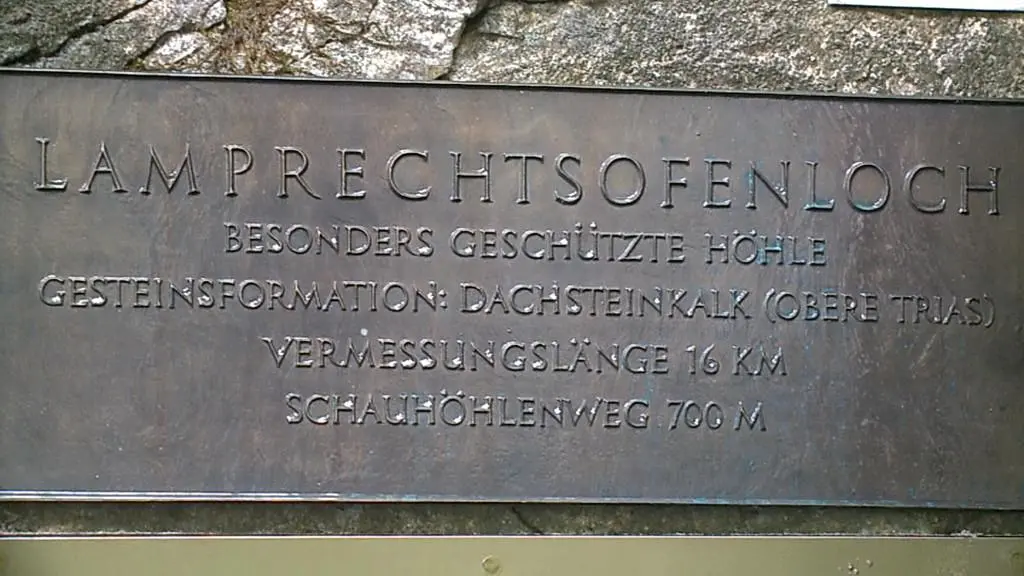 LAMPRECHTSOFENLOCH
BESONDERS GESCHÜTZTE HÖHLE
GESTEINSFORMATION: DACHSTEINKALK (OBERE TRIAS)
VERMESSUNGSLÄNGE 16 KM
SCHAUHÖHLENWEG 700 M